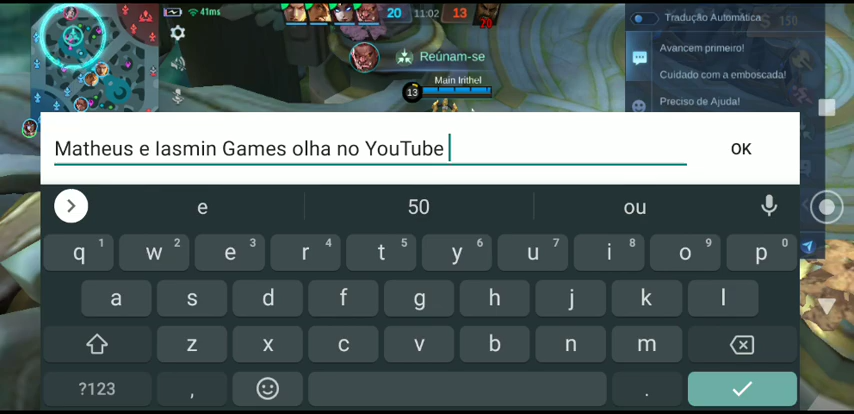 41ms
20 11:02 13
20
$ 150
Tradução Automática
Avancem primeiro!
Cuidado com a emboscada!
Preciso de Ajuda!
Reúnam-se
Main Irithel
13
Matheus e Iasmin Games olha no YouTube
OK
e 50 ou
q 1 w 2 e 3 r 4 t 5 y 6 u 7 i 8 o 9 p 0
a s d f g h j k l
z x c v b n m
?123 , .